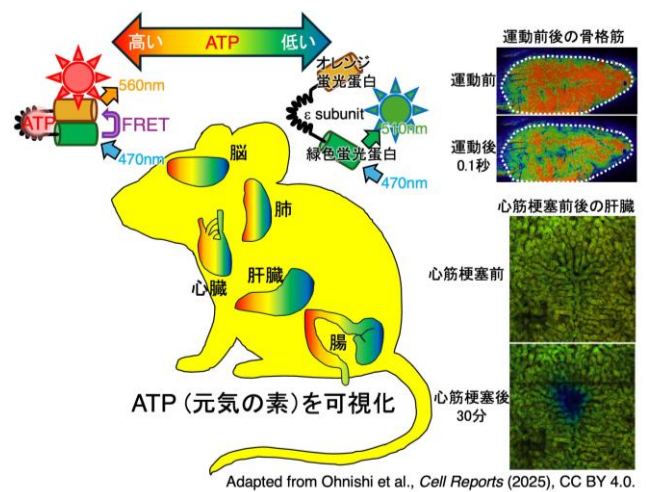 高い ATP 低い
560nm
ATP
FRET
470nm
オレンジ
蛍光蛋白
ε subunit
510nm
緑色蛍光蛋白
470nm
脳
肺
心臓
肝臓
腸
ATP (元気の素)を可視化
運動前後の骨格筋
運動前
運動後
0.1秒
心筋梗塞前後の肝臓
心筋梗塞前
心筋梗塞後
30分
Adapted from Ohnishi et al., Cell Reports (2025), CC BY 4.0.